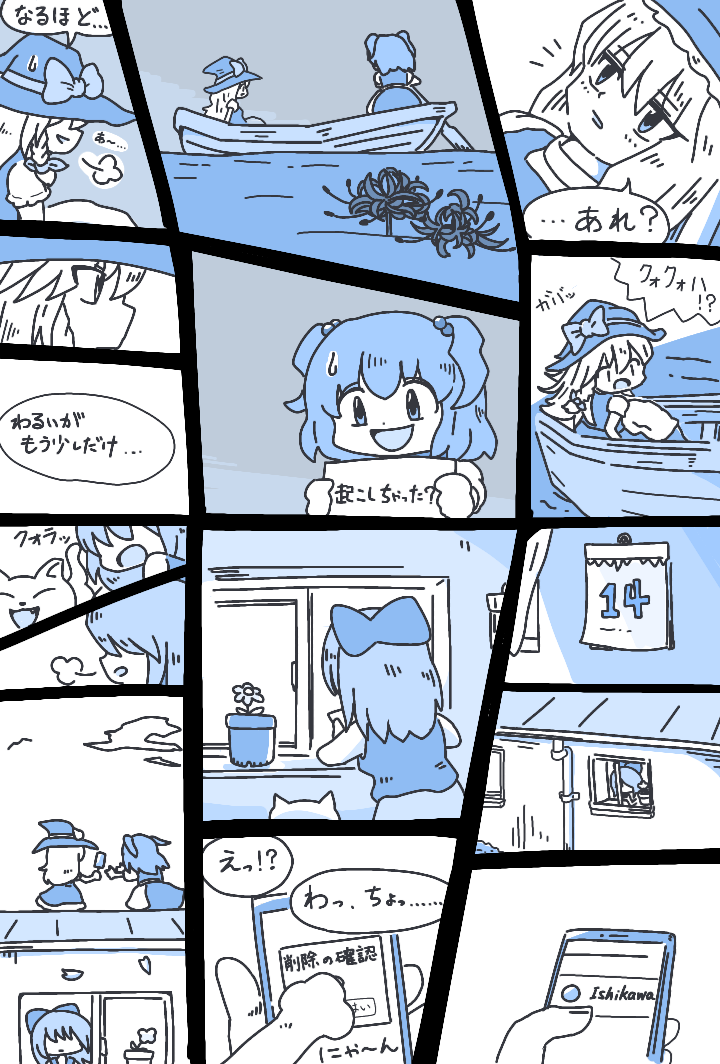 …あれ?
なるほど…
あ〜…
クォクォハ
!?
ガバッ
起こしちゃった?
わるいが
もう少しだけ…
14
クォラッ
Ishikawa
えっ!?
わっ、ちょっ……
削除の確認
はい
にゃ〜ん